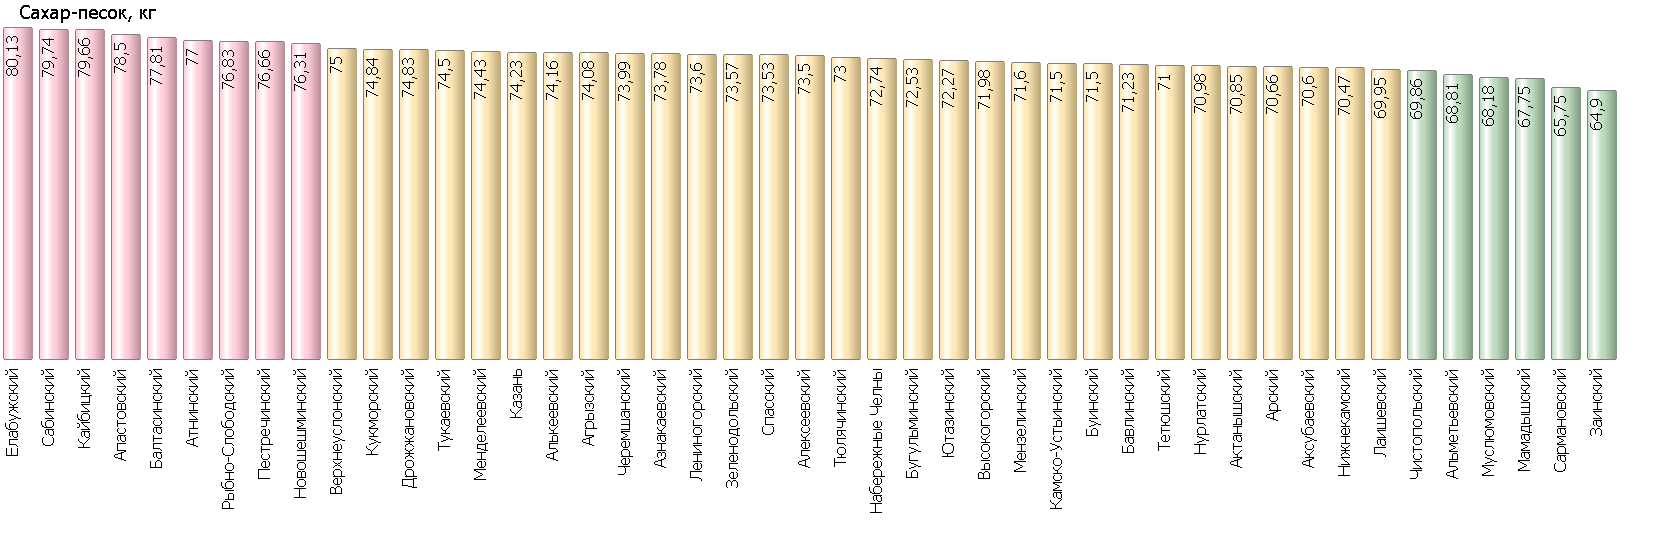 Сахар-песок, кг
80,13
79,74
79,66
78,5
77,81
77
76,83
76,66
76,31
75
74,84
74,83
74,5
74,43
74,23
74,16
74,08
73,99
73,78
73,6
73,57
73,53
73,5
73
72,74
72,53
72,27
71,98
71,6
71,5
71,5
71,23
71
70,98
70,85
70,66
70,6
70,47
69,95
69,86
68,81
68,18
67,75
65,75
64,9
Елабужский
Сабинский
Кайбицкий
Апастовский
Балтасинский
Атнинский
Рыбно-Слободский
Пестречинский
Новошешминский
Верхнеуслонский
Кукморский
Дрожжановский
Тукаевский
Менделеевский
Казань
Алькеевский
Агрызский
Черемшанский
Азнакаевский
Лениногорский
Зеленодольский
Спасский
Алексеевский
Тюлячинский
Набережные Челны
Бугульминский
Ютазинский
Высокогорский
Мензелинский
Камско-Устьинский
Буинский
Бавлинский
Тетюшский
Нурлатский
Актанышский
Арский
Аксубаевский
Нижнекамский
Лаишевский
Чистопольский
Альметьевский
Муслюмовский
Мамадышский
Сармановский
Заинский